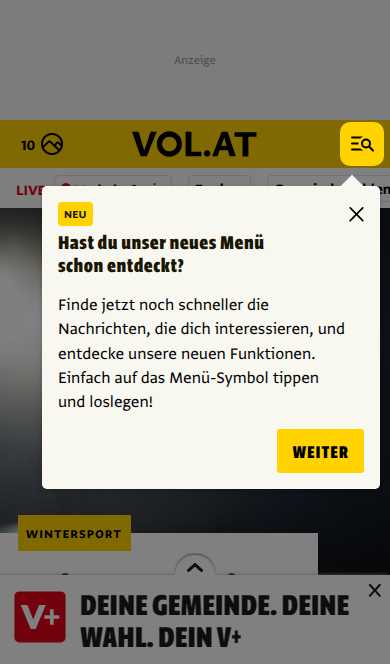 Anzeige
10
VOL.AT
LIVE
NEU
Hast du unser neues Menü
schon entdeckt?
Finde jetzt noch schneller die
Nachrichten, die dich interessieren, und
entdecke unsere neuen Funktionen.
Einfach auf das Menü-Symbol tippen
und loslegen!
WEITER
WINTERSPORT
V+
DEINE GEMEINDE. DEINE
WAHL. DEIN V+